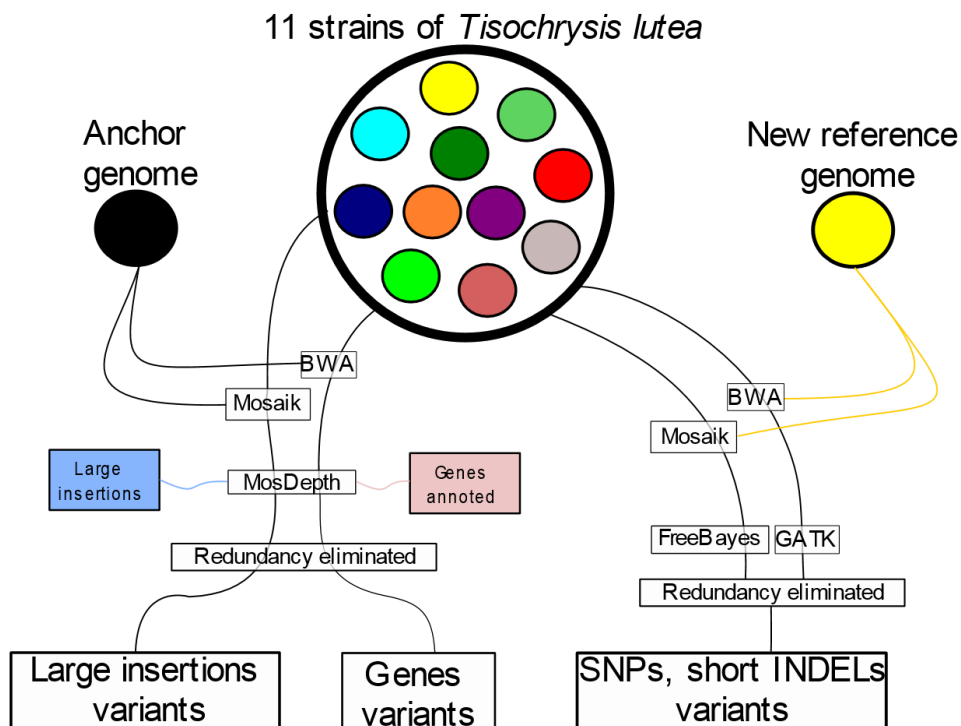 11 strains of Tisochrysis lutea
Anchor
genome
New reference
genome
BWA
Mosaik
BWA
Mosaik
Large
insertions
MosDepth
Genes
annoted
Redundancy eliminated
FreeBayes
GATK
Redundancy eliminated
Large insertions
variants
Genes
variants
SNPs, short INDELs
variants